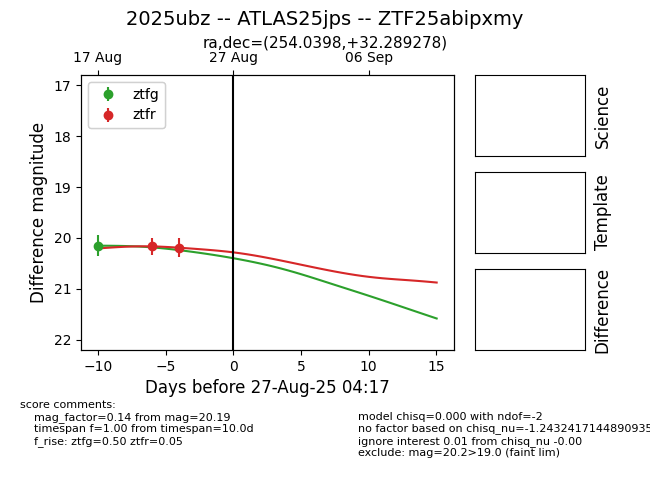 2025ubz -- ATLAS25jps -- ZTF25abipxmy
ra,dec=(254.0398,+32.289278)
17 Aug 27 Aug 06 Sep
ztfg
ztfr
17
18
19
20
21
22
Difference magnitude
−10 −5 0 5 10 15
Days before 27-Aug-25 04:17
Science
Template
Difference
score comments:
mag_factor=0.14 from mag=20.19
timespan f=1.00 from timespan=10.0d
f_rise: ztfg=0.50 ztfr=0.05
model chisq=0.000 with ndof=-2
no factor based on chisq_nu=-1.2432417144890935
ignore interest 0.01 from chisq_nu -0.00
exclude: mag=20.2>19.0 (faint lim)